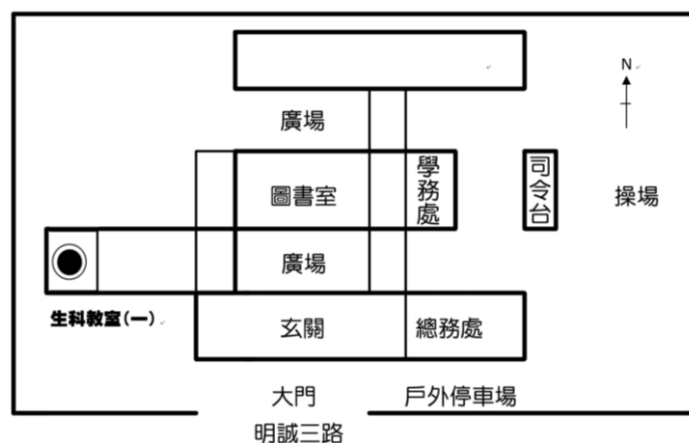 N
廣場
圖書室
學務處
司令台
操場
廣場
生科教室(一)
玄關
總務處
大門
戶外停車場
明誠三路